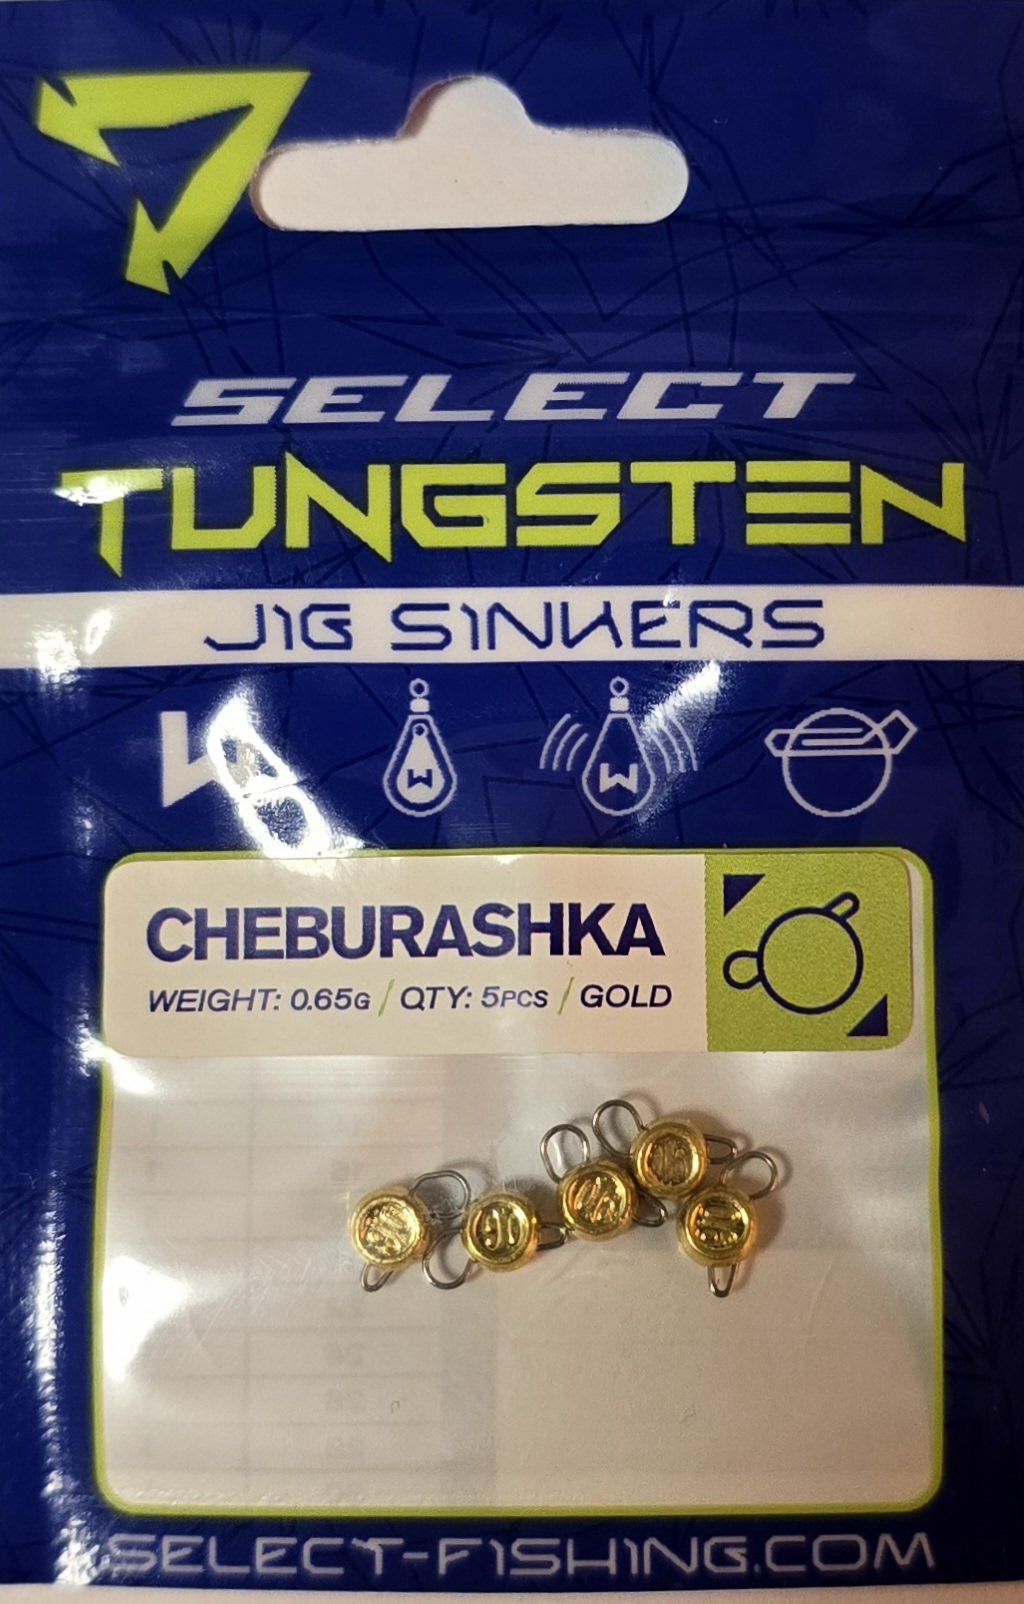 SELECT
TUNGSTEN
JIG SINKERS
W
W
W
CHEBURASHKA
WEIGHT: 0.65G / QTY: 5PCS / GOLD
SELECT-FISHING.COM